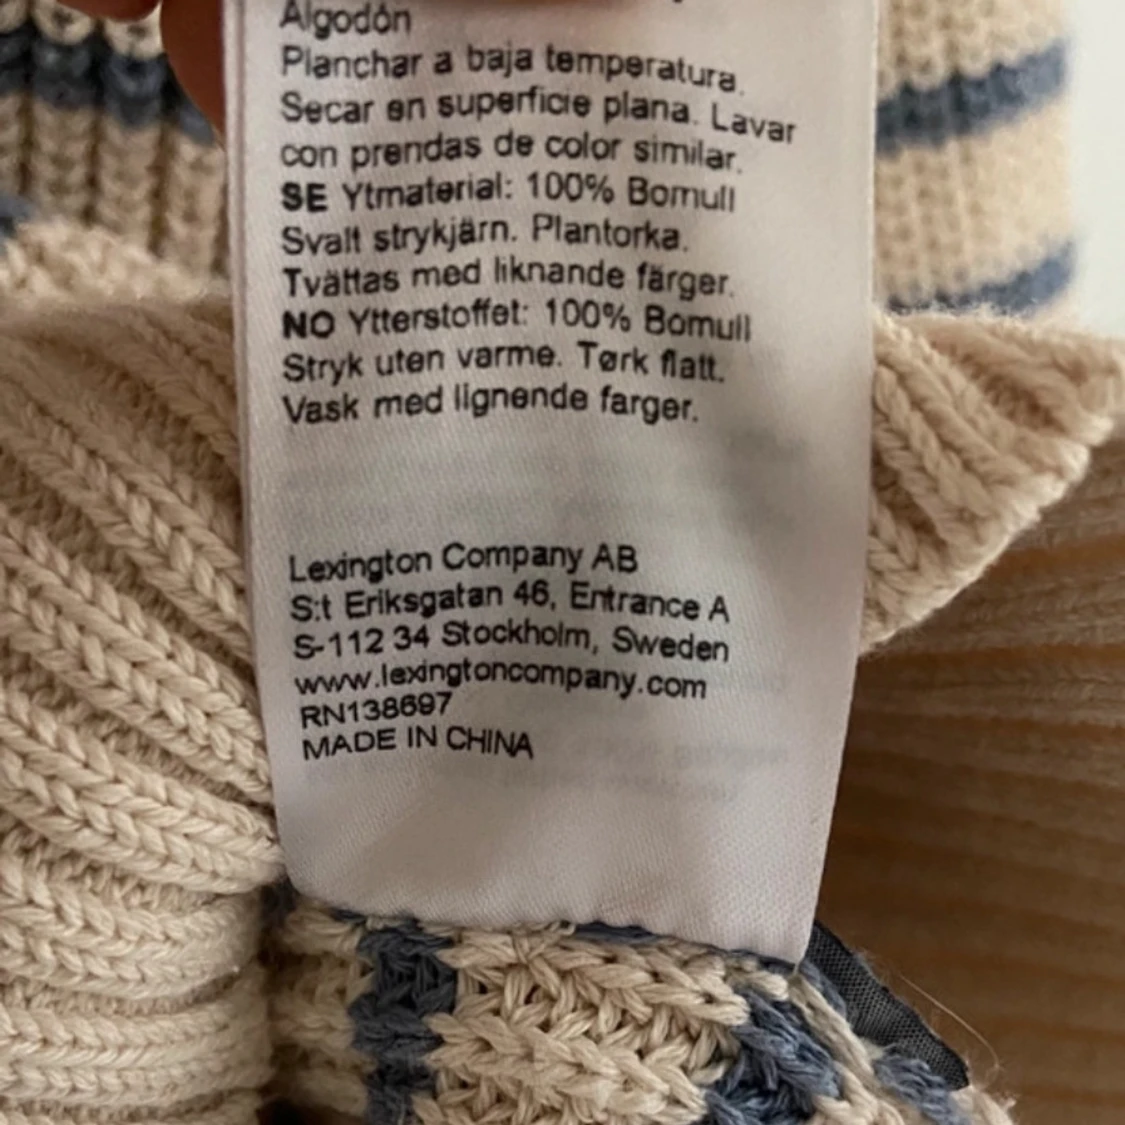 Algodón
Planchar a baja temperatura.
Secar en superficie plana. Lavar
con prendas de color similar.
SE Ytmaterial: 100% Bomull
Svalt strykjärn. Plantorka.
Tvättas med liknande färger.
NO Ytterstoffet: 100% Bomull
Stryk uten varme. Tørk flatt.
Vask med lignende farger.
Lexington Company AB
S:t Eriksgatan 46, Entrance A
S-112 34 Stockholm, Sweden
www.lexingtoncompany.com
RN138697
MADE IN CHINA